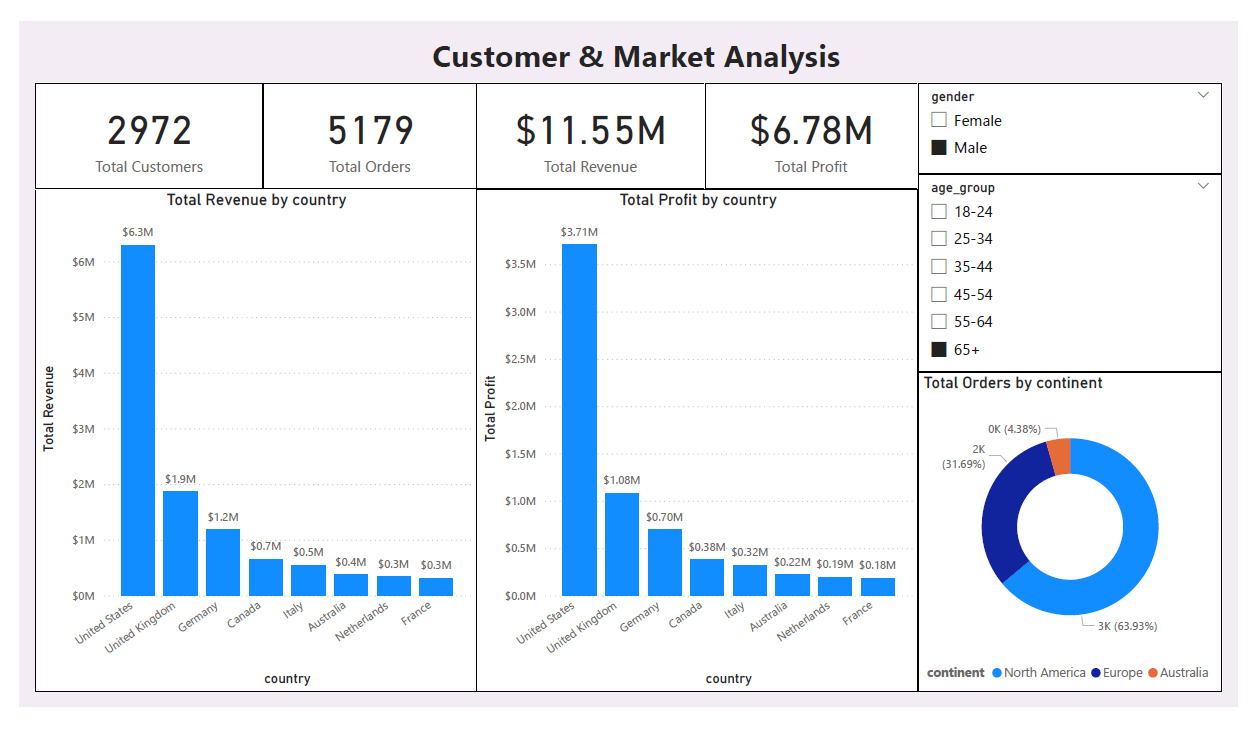 Customer & Market Analysis
2972
Total Customers
5179
Total Orders
$11.55M
Total Revenue
$6.78M
Total Profit
gender
Female
Male
age_group
18-24
25-34
35-44
45-54
55-64
65+
Total Revenue by country
Total Revenue
$6M
$5M
$4M
$3M
$2M
$1M
$0M
$6.3M
$1.9M
$1.2M
$0.7M
$0.5M
$0.4M
$0.3M
$0.3M
United States
United Kingdom
Germany
Canada
Italy
Australia
Netherlands
France
country
Total Profit by country
Total Profit
$3.5M
$3.0M
$2.5M
$2.0M
$1.5M
$1.0M
$0.5M
$0.0M
$3.71M
$1.08M
$0.70M
$0.38M
$0.32M
$0.22M
$0.19M
$0.18M
United States
United Kingdom
Germany
Canada
Italy
Australia
Netherlands
France
country
Total Orders by continent
0K (4.38%)
2K
(31.69%)
3K (63.93%)
continent North America Europe Australia